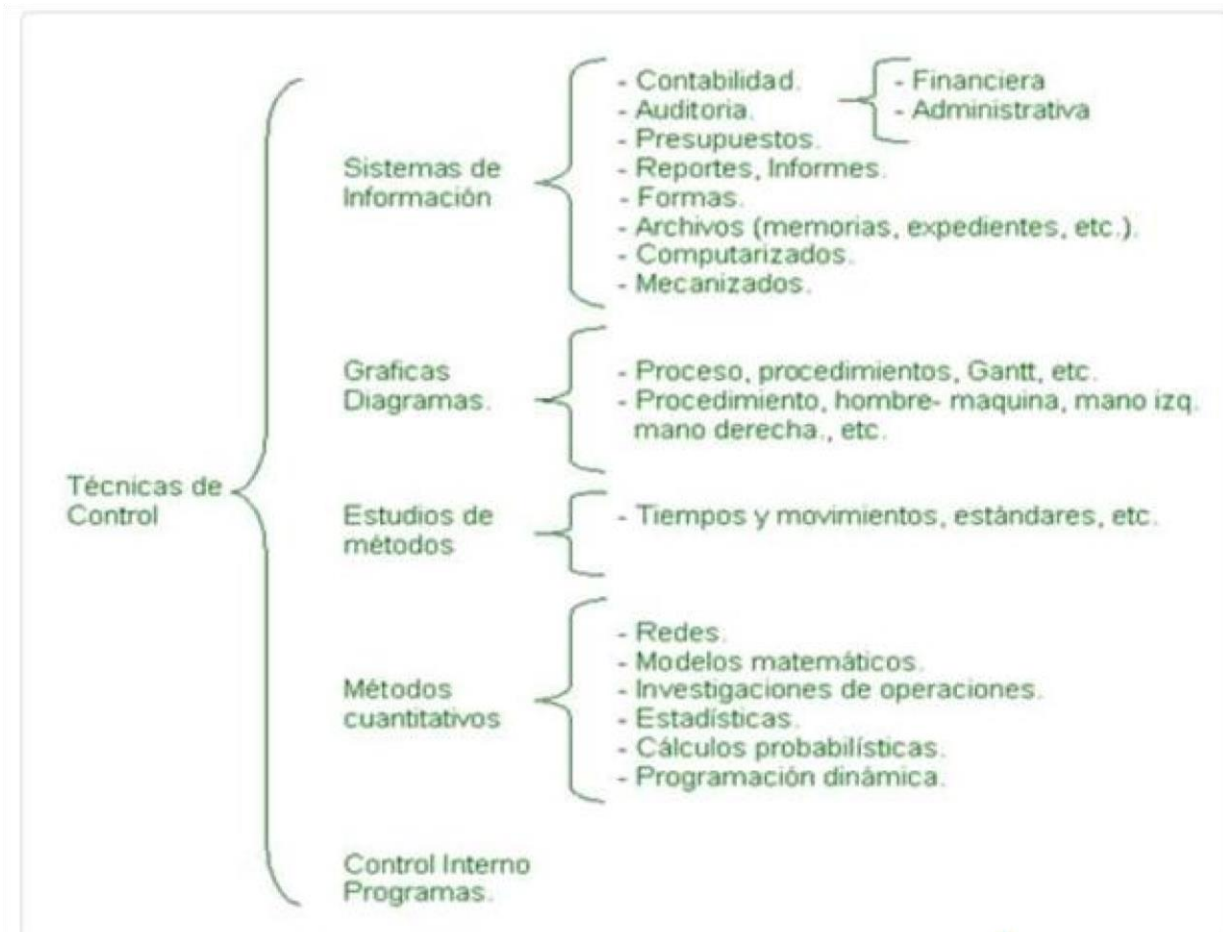 Técnicas de
Control
Sistemas de
Información
- Contabilidad.
- Auditoria.
- Presupuestos.
- Reportes, Informes.
- Formas.
- Archivos (memorias, expedientes, etc.).
- Computarizados.
- Mecanizados.
- Financiera
- Administrativa
Graficas
Diagramas.
- Proceso, procedimientos, Gantt, etc.
- Procedimiento, hombre- maquina, mano izq.
mano derecha., etc.
Estudios de
métodos
- Tiempos y movimientos, estándares, etc.
Métodos
cuantitativos
- Redes.
- Modelos matemáticos.
- Investigaciones de operaciones.
- Estadísticas.
- Cálculos probabilísticas.
- Programación dinámica.
Control Interno
Programas.